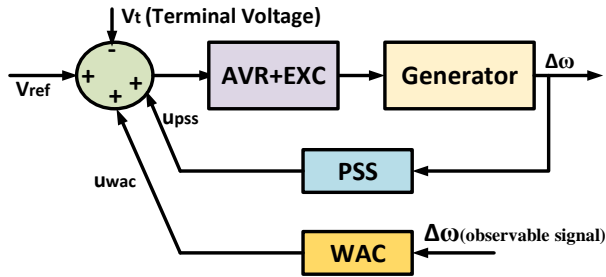 Vt (Terminal Voltage)
-
+
+
+
Vref
AVR+EXC
Generator
Δω
upss
PSS
uwac
WAC
Δω(observable signal)